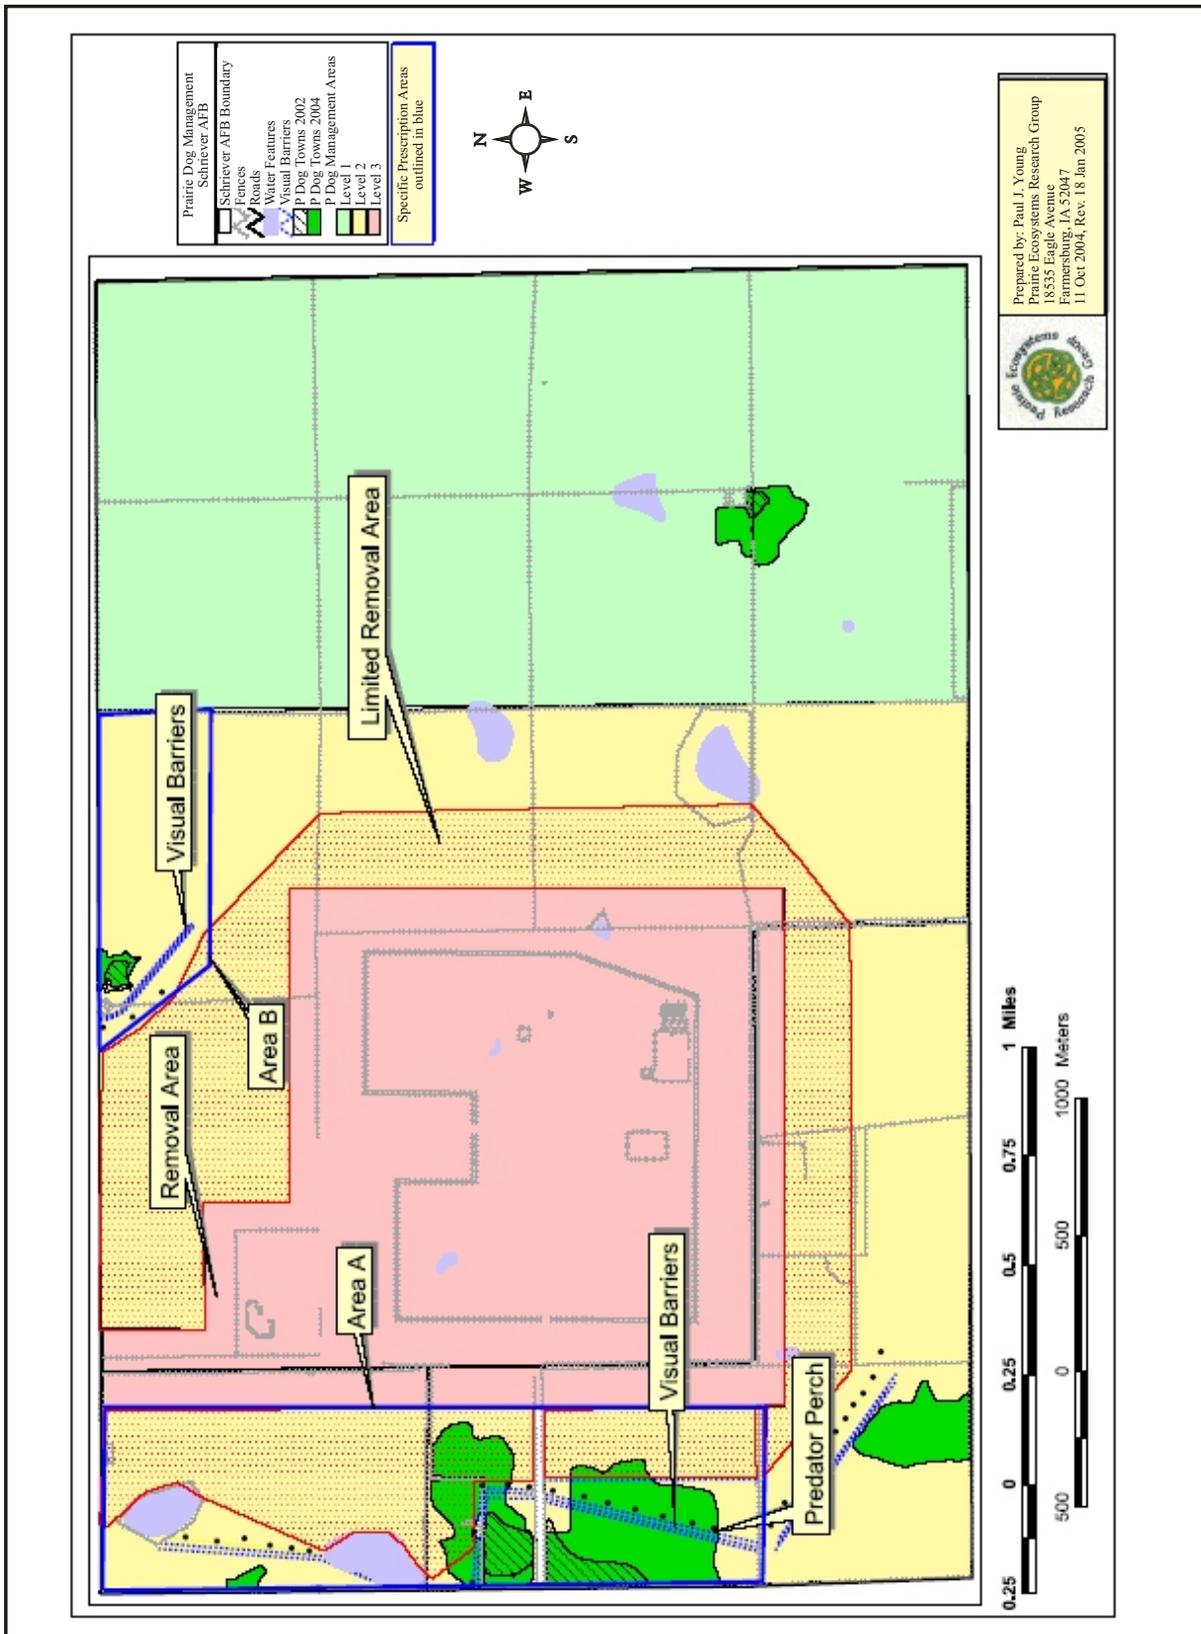 Prairie Dog Management
Schriever AFB
Schriever AFB Boundary
Fences
Roads
Water Features
Visual Barriers
P Dog Towns 2002
P Dog Towns 2004
P Dog Management Areas
Level 1
Level 2
Level 3
Specific Prescription Areas
outlined in blue
N
W
E
S
Visual Barriers
Limited Removal Area
Removal Area
Area B
Area A
Visual Barriers
Predator Perch
0.25
0
0.25
0.5
0.75
1
Miles
500
0
500
1000
Meters
Prairie Ecosystems
Research Group
Prepared by: Paul J. Young
Prairie Ecosystems Research Group
18535 Eagle Avenue
Farmersburg, IA 52047
11 Oct 2004, Rev. 18 Jan 2005